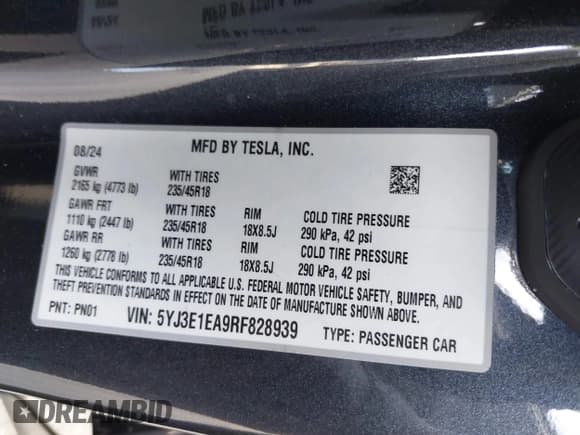 MFD BY TESLA, INC.
08/24
GVWR
2165 kg (4773 lb)
WITH TIRES
235/45R18
GAWR FRT
1110 kg (2447 lb)
WITH TIRES
235/45R18
RIM
18X8.5J
COLD TIRE PRESSURE
290 kPa, 42 psi
GAWR RR
1260 kg (2778 lb)
WITH TIRES
235/45R18
RIM
18X8.5J
COLD TIRE PRESSURE
290 kPa, 42 psi
THIS VEHICLE CONFORMS TO ALL APPLICABLE U.S. FEDERAL MOTOR VEHICLE SAFETY, BUMPER, AND
THEFT PREVENTION STANDARDS IN EFFECT ON THE DATE OF MANUFACTURE SHOWN ABOVE.
PNT: PN01
VIN: 5YJ3E1EA9RF828939
TYPE: PASSENGER CAR
DREAMBID